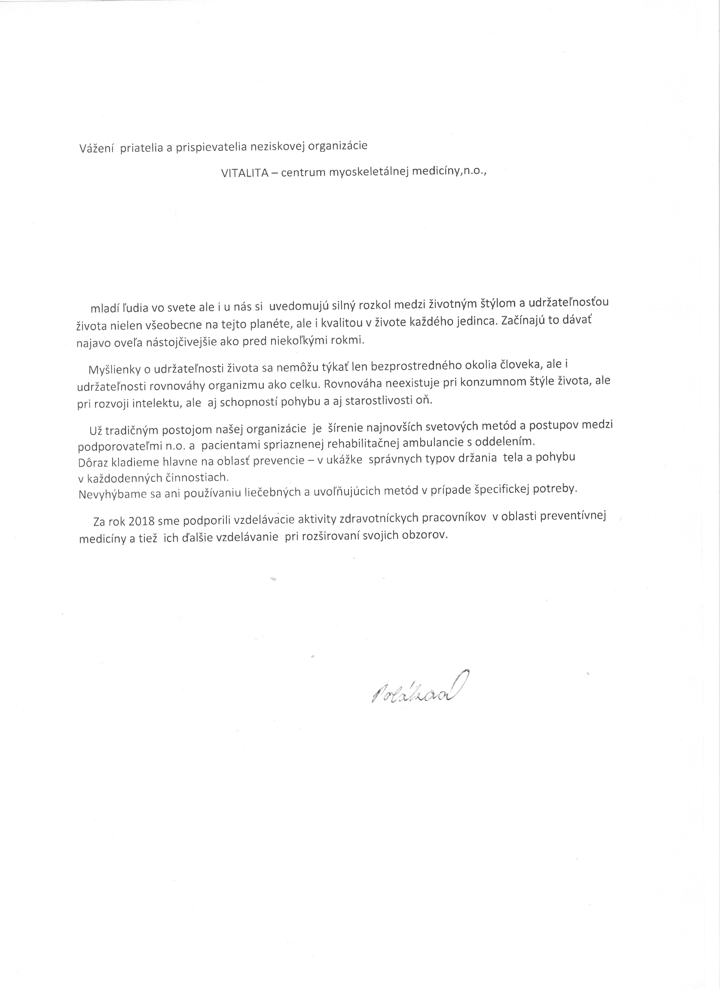 Vážení priatelia a prispievatelia neziskovej organizácie
VITALITA – centrum myoskeletálnej medicíny,n.o.,
mladí ľudia vo svete ale i u nás si uvedomujú silný rozkol medzi životným štýlom a udržateľnosťou
života nielen všeobecne na tejto planéte, ale i kvalitou v živote každého jedinca. Začínajú to dávať
najavo oveľa nástojčivejšie ako pred niekoľkými rokmi.
Myšlienky o udržateľnosti života sa nemôžu týkať len bezprostredného okolia človeka, ale i
udržateľnosti rovnováhy organizmu ako celku. Rovnováha neexistuje pri konzumnom štýle života, ale
pri rozvoji intelektu, ale aj schopností pohybu a aj starostlivosti oň.
Už tradičným postojom našej organizácie je šírenie najnovších svetových metód a postupov medzi
podporovateľmi n.o. a pacientami spriaznenej rehabilitačnej ambulancie s oddelením.
Dôraz kladieme hlavne na oblasť prevencie – v ukážke správnych typov držania tela a pohybu
v každodenných činnostiach.
Nevyhýbame sa ani používaniu liečebných a uvoľňujúcich metód v prípade špecifickej potreby.
Za rok 2018 sme podporili vzdelávacie aktivity zdravotníckych pracovníkov v oblasti preventívnej
medicíny a tiež ich ďalšie vzdelávanie pri rozširovaní svojich obzorov.